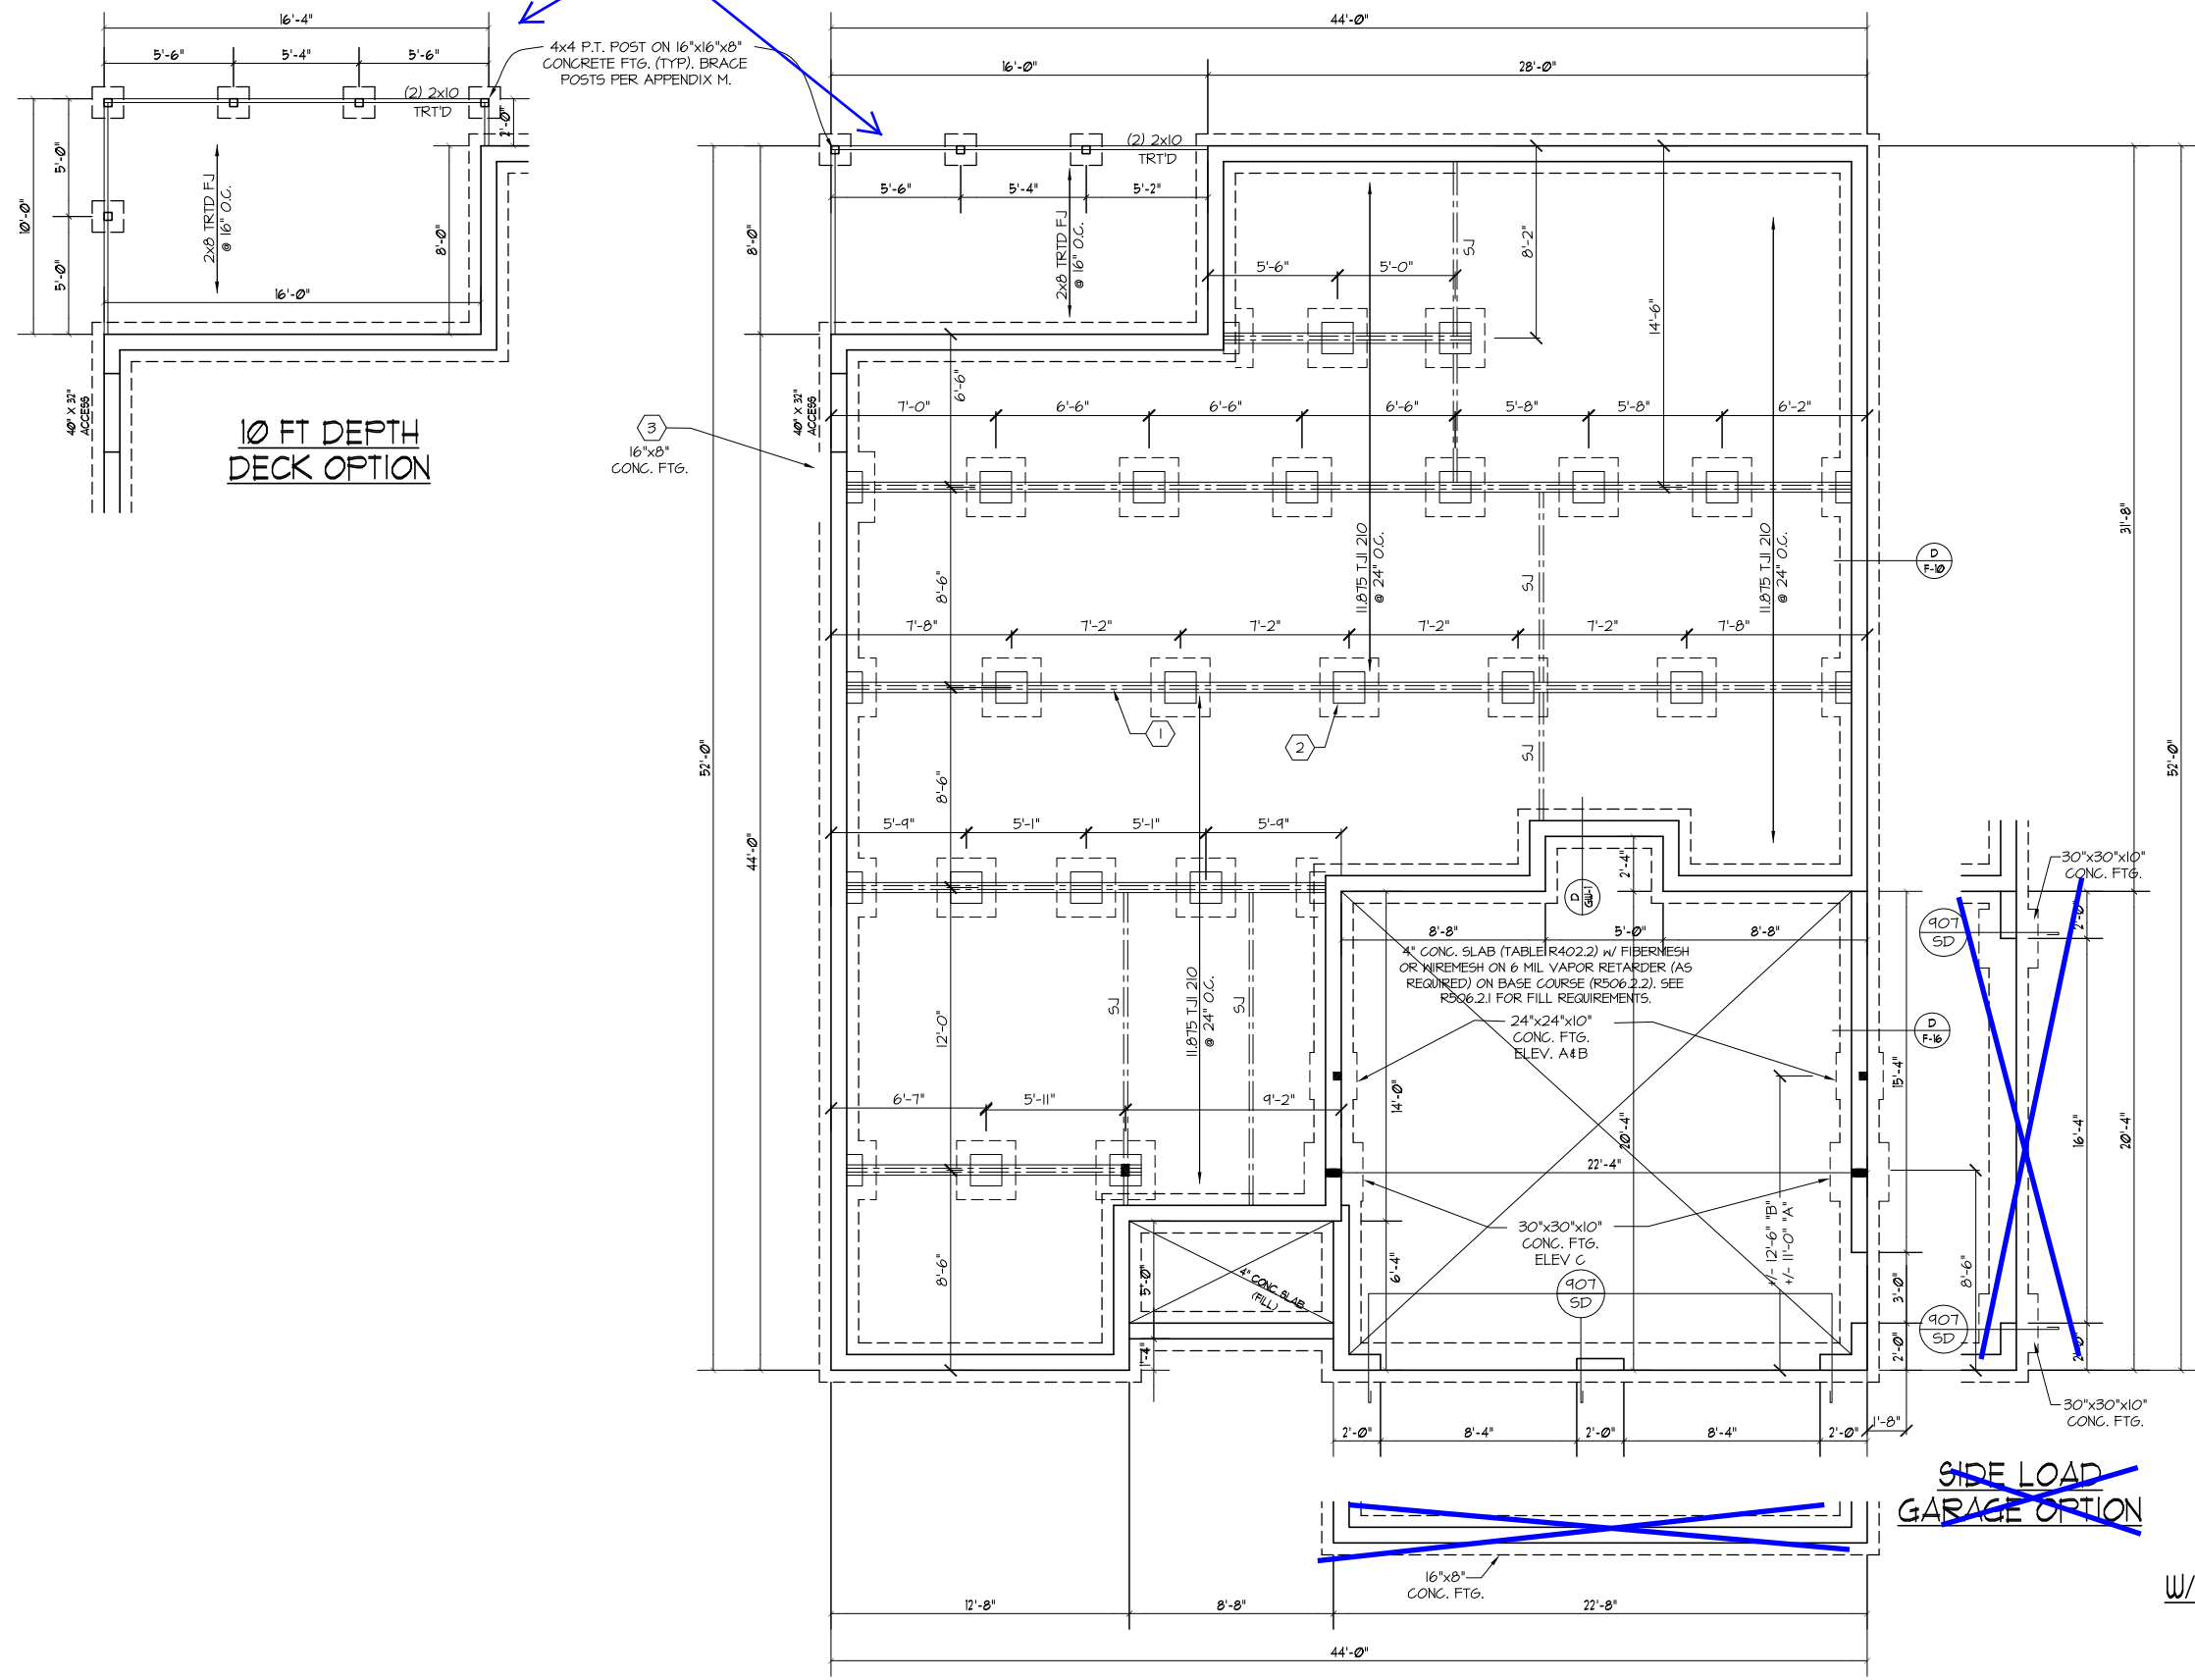 16'-4"
5'-6" 5'-4" 5'-6"
4x4 P.T. POST ON 16"x16"x8"
CONCRETE FTG. (TYP). BRACE
POSTS PER APPENDIX M.
(2) 2x10
TRT'D
2'-0"
10'-0"
5'-0"
5'-0"
2x8 TRTD FJ
@ 16" O.C.
8'-0"
16'-0"
40" X 32"
ACCESS
10 FT DEPTH
DECK OPTION
44'-0"
16'-0" 28'-0"
(2) 2x10
TRT'D
5'-6" 5'-4" 5'-2"
2x8 TRTD FJ
@ 16" O.C.
8'-0"
SJ
8'-2"
14'-6"
5'-6" 5'-0"
6'-6"
40" X 32"
ACCESS
3
16"x8"
CONC. FTG.
7'-0" 6'-6" 6'-6" 6'-6" 5'-8" 5'-8" 6'-2"
31'-8"
11.875 TJI 210
@ 24" O.C.
11.875 TJI 210
@ 24" O.C.
D
F-10
8'-6"
SJ
7'-8" 7'-2" 7'-2" 7'-2" 7'-2" 7'-8"
1
2
SJ
52'-0"
52'-0"
8'-6"
44'-0"
5'-9" 5'-1" 5'-1" 5'-9"
2'-4"
D
GW-1
30"x30"x10"
CONC. FTG.
907
SD
2'-0"
8'-8" 5'-0" 8'-8"
4" CONC. SLAB (TABLE R402.2) W/ FIBERMESH
OR WIREMESH ON 6 MIL VAPOR RETARDER (AS
REQUIRED) ON BASE COURSE (R506.2.2). SEE
R506.2.1 FOR FILL REQUIREMENTS.
24"x24"x10"
CONC. FTG.
ELEV. A&B
D
F-16
12'-0"
SJ
11.875 TJI 210
@ 24" O.C.
SJ
14'-0"
15'-4"
20'-4"
16'-4"
20'-4"
6'-7" 5'-11" 9'-2"
22'-4"
30"x30"x10"
CONC. FTG.
ELEV C
+/- 12'-6" "B"
+/- 11'-0" "A"
907
SD
8'-6"
5'-0"
4" CONC. SLAB
(FILL)
6'-4"
3'-0"
8'-6"
907
SD
1'-4"
2'-0"
2'-0"
30"x30"x10"
CONC. FTG.
2'-0" 8'-4" 2'-0" 8'-4" 2'-0" 1'-8"
SIDE LOAD
GARAGE OPTION
16"x8"
CONC. FTG.
W/
12'-8" 8'-8" 22'-8"
44'-0"